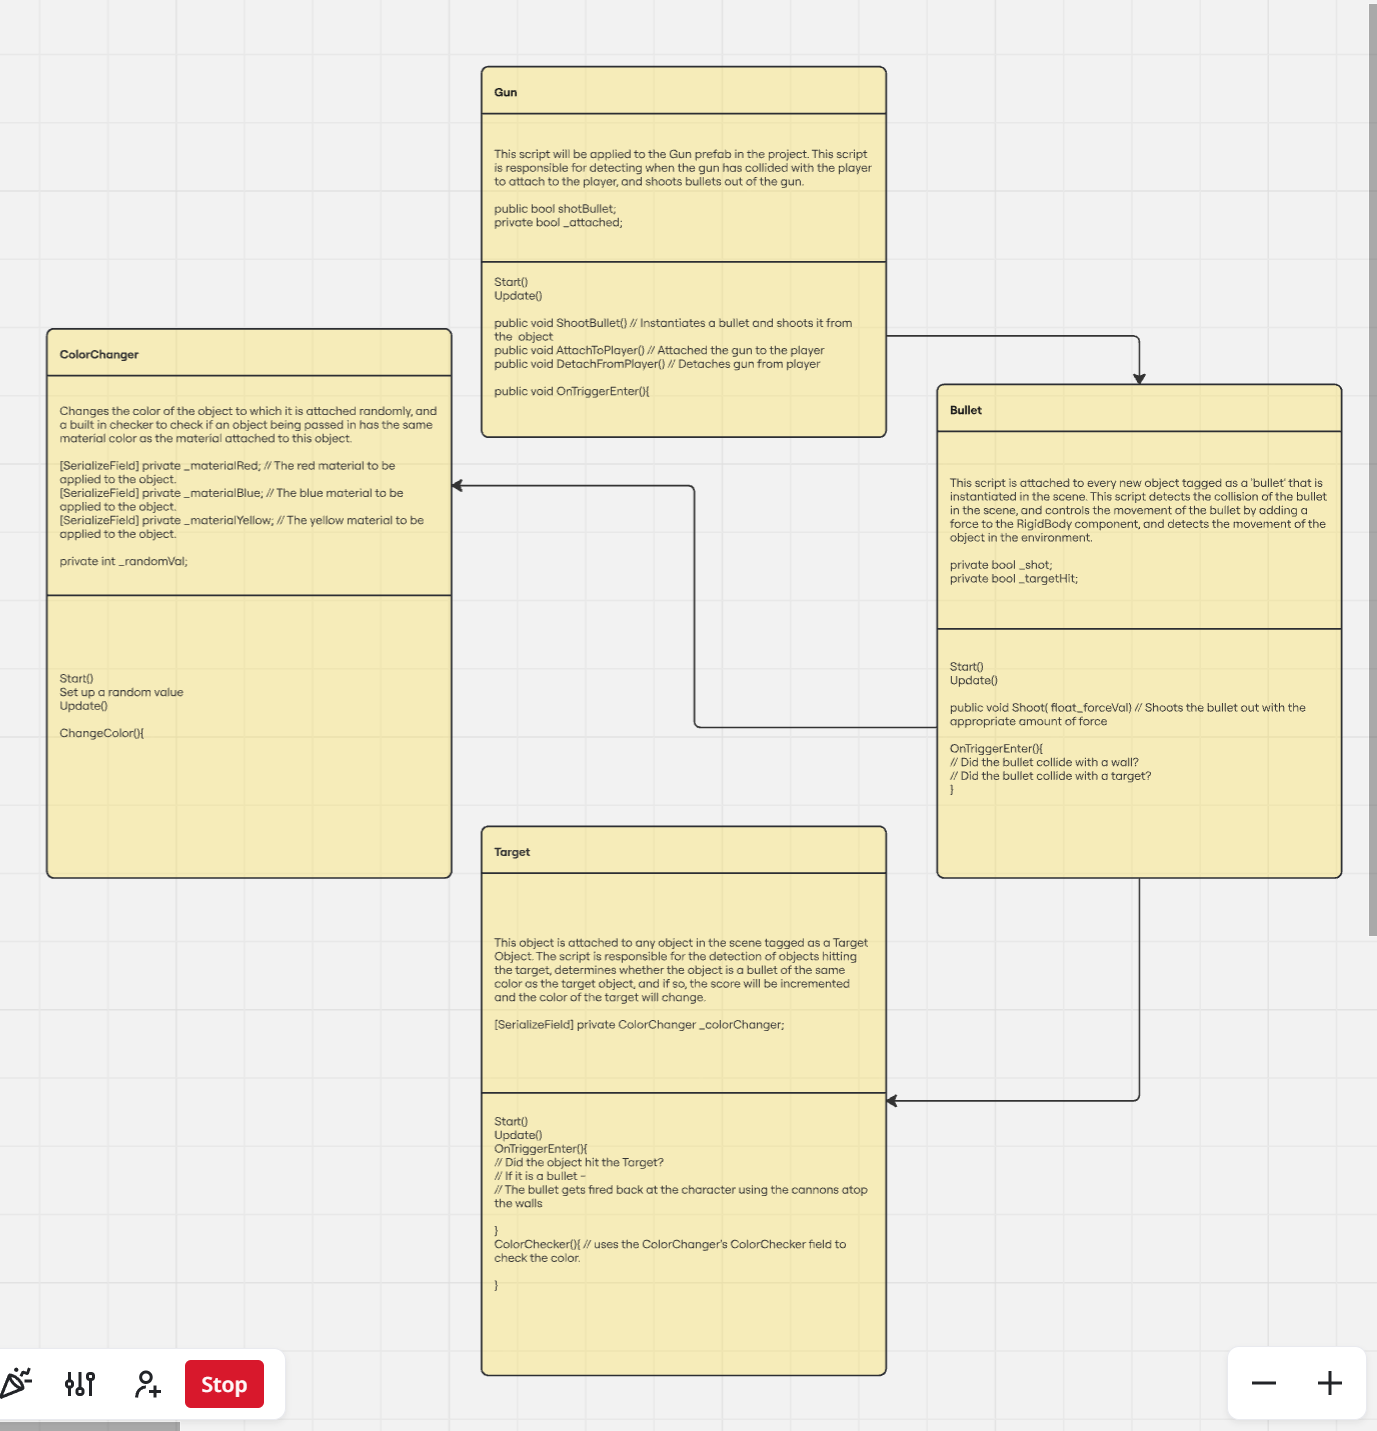 Gun
This script will be applied to the Gun prefab in the project. This script
is responsible for detecting when the gun has collided with the player
to attach to the player, and shoots bullets out of the gun.
public bool shotBullet;
private bool _attached;
Start()
Update()
public void ShootBullet() // Instantiates a bullet and shoots it from
the object
public void AttachToPlayer() // Attached the gun to the player
public void DetachFromPlayer() // Detaches gun from player
public void OnTriggerEnter(){
ColorChanger
Changes the color of the object to which it is attached randomly, and
a built in checker to check if an object being passed in has the same
material color as the material attached to this object.
[SerializeField] private _materialRed; // The red material to be
applied to the object.
[SerializeField] private _materialBlue; // The blue material to be
applied to the object.
[SerializeField] private _materialYellow; // The yellow material to be
applied to the object.
private int _randomVal;
Start()
Set up a random value
Update()
ChangeColor(){
Bullet
This script is attached to every new object tagged as a 'bullet' that is
instantiated in the scene. This script detects the collision of the bullet
in the scene, and controls the movement of the bullet by adding a
force to the RigidBody component, and detects the movement of the
object in the environment.
private bool _shot;
private bool _targetHit;
Start()
Update()
public void Shoot( float_forceVal) // Shoots the bullet out with the
appropriate amount of force
OnTriggerEnter(){
// Did the bullet collide with a wall?
// Did the bullet collide with a target?
}
Target
This object is attached to any object in the scene tagged as a Target
Object. The script is responsible for the detection of objects hitting
the target, determines whether the object is a bullet of the same
color as the target object, and if so, the score will be incremented
and the color of the target will change.
[SerializeField] private ColorChanger _colorChanger;
Start()
Update()
OnTriggerEnter(){
// Did the object hit the Target?
// If it is a bullet -
// The bullet gets fired back at the character using the cannons atop
the walls
}
ColorChecker(){ // uses the ColorChanger's ColorChecker field to
check the color.
}
Stop